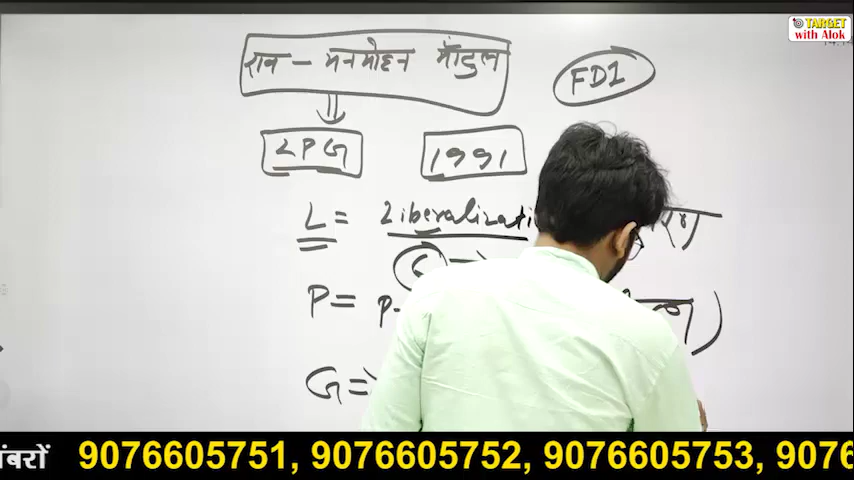 TARGET
with Alok
राव - मनमोहन मॉडल
FDI
LPG
1991
L = Liberalizati
P =
G =>
नंबरों 9076605751, 9076605752, 9076605753, 9076